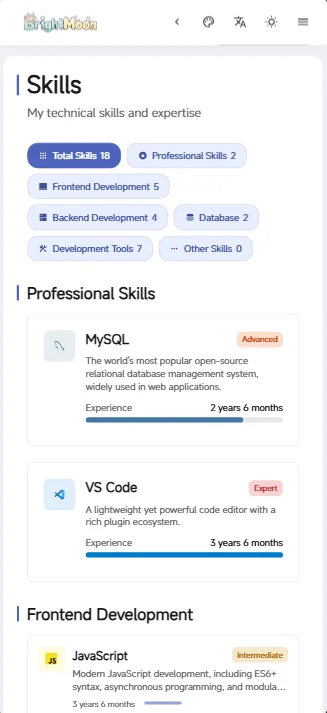 BrightMoon
Skills
My technical skills and expertise
Total Skills 18
Professional Skills 2
Frontend Development 5
Backend Development 4
Database 2
Development Tools 7
Other Skills 0
Professional Skills
MySQL
Advanced
The world's most popular open-source
relational database management system,
widely used in web applications.
Experience
2 years 6 months
VS Code
Expert
A lightweight yet powerful code editor with a
rich plugin ecosystem.
Experience
3 years 6 months
Frontend Development
JS
JavaScript
Intermediate
Modern JavaScript development, including ES6+
syntax, asynchronous programming, and modula...
3 years 6 months